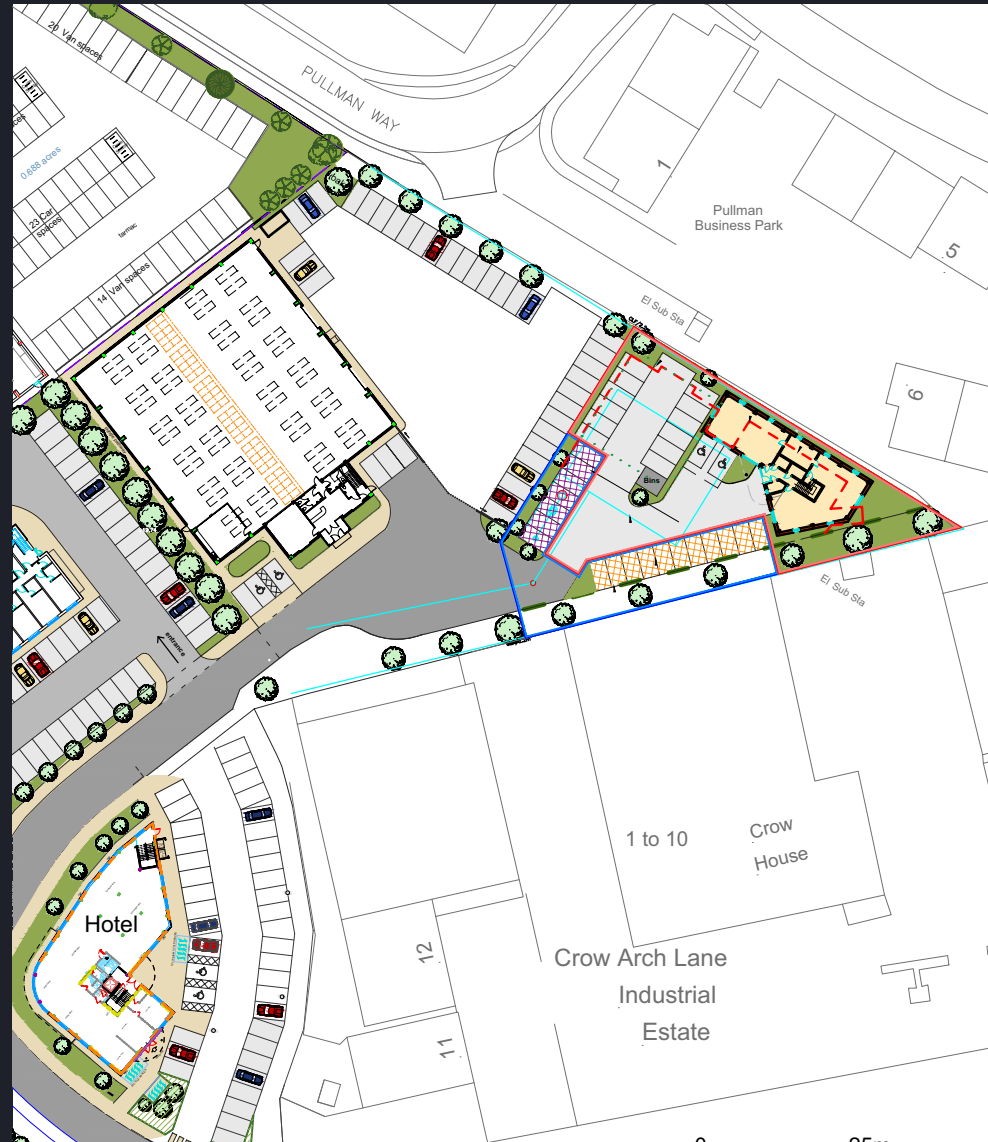 20 Van spaces
PULLMAN WAY
0.688 acres
23 Car
spaces
tarmac
14 Van spaces
1
Pullman
Business Park
5
El Sub Sta
6
Bins
El Sub Sta
entrance
1 to 10
Crow
House
Hotel
12
Crow Arch Lane
Industrial
Estate
11
0
25m